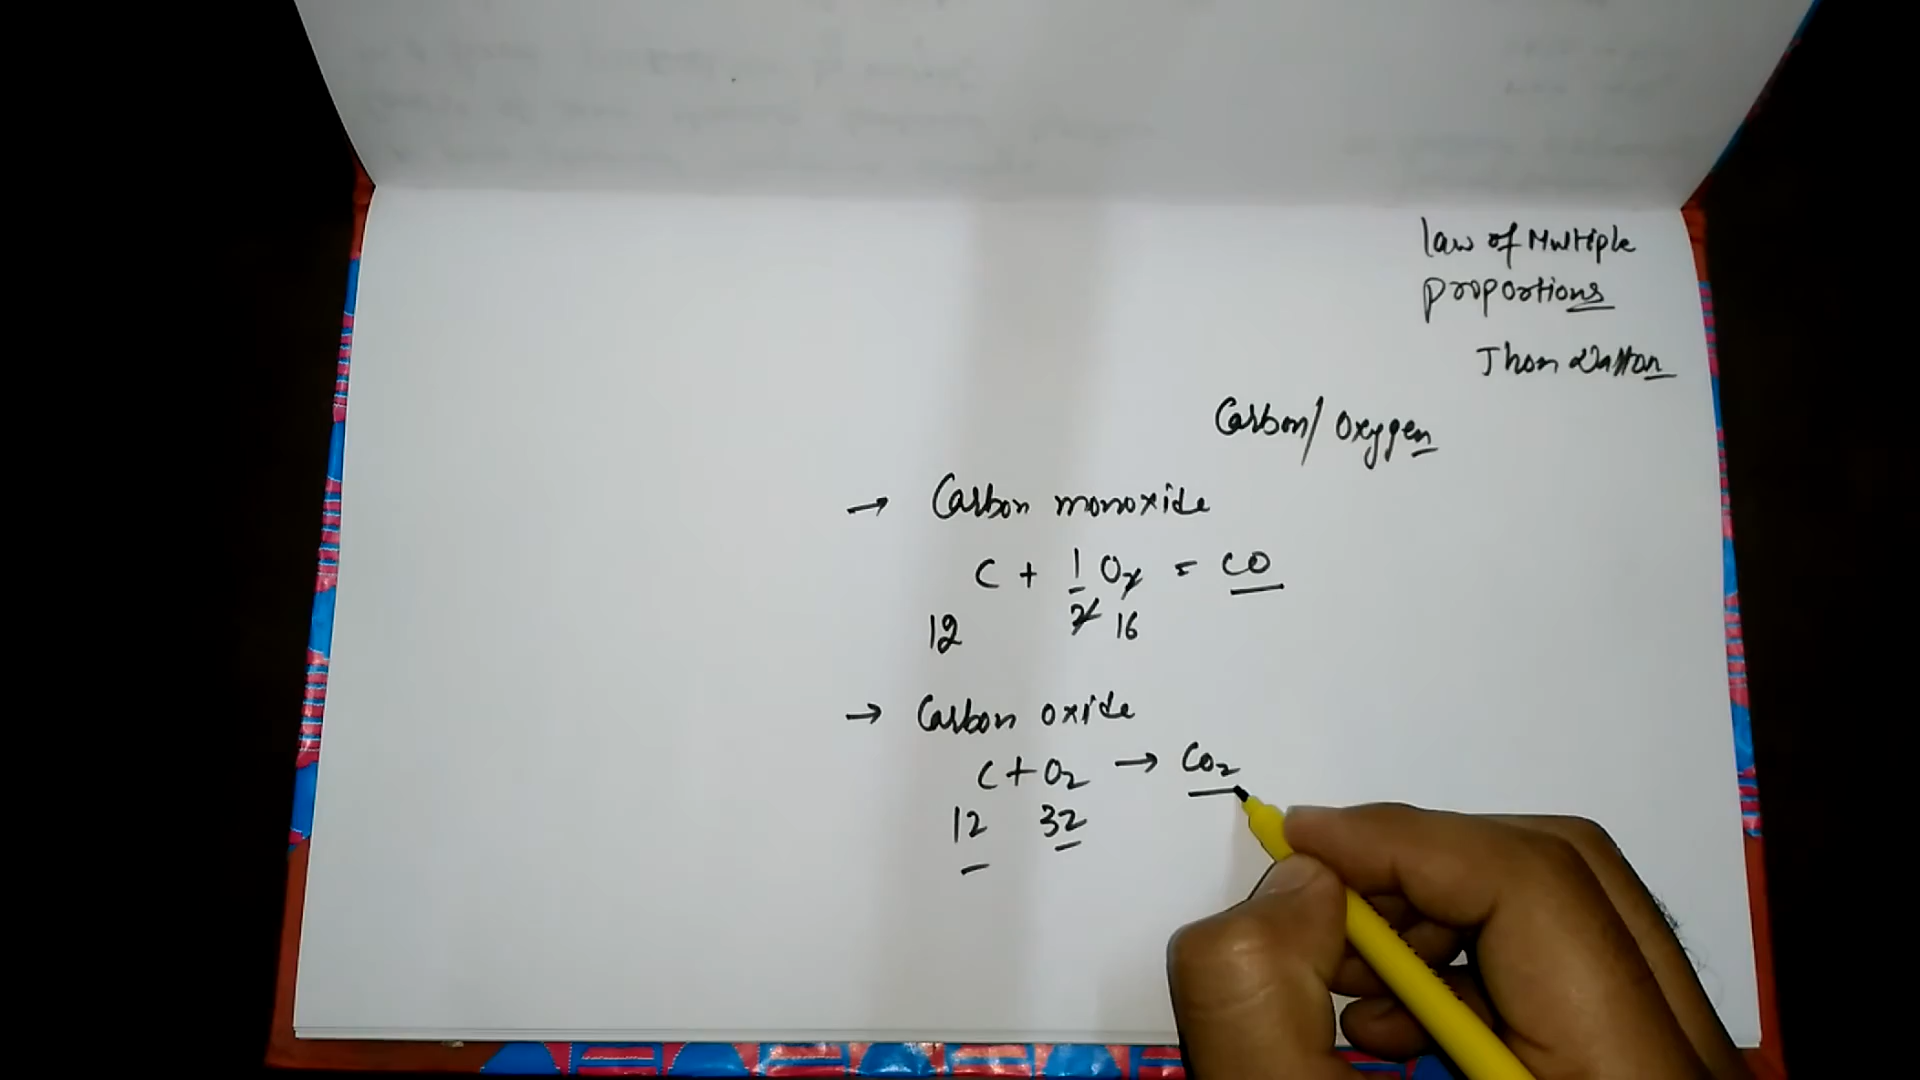 law of Multiple
proportions
Jhon Dalton
Carbon/ Oxygen
→ Carbon monoxide
C + 1/2 O2 = CO
12 16
→ Carbon oxide
C + O2 → CO2
12 32